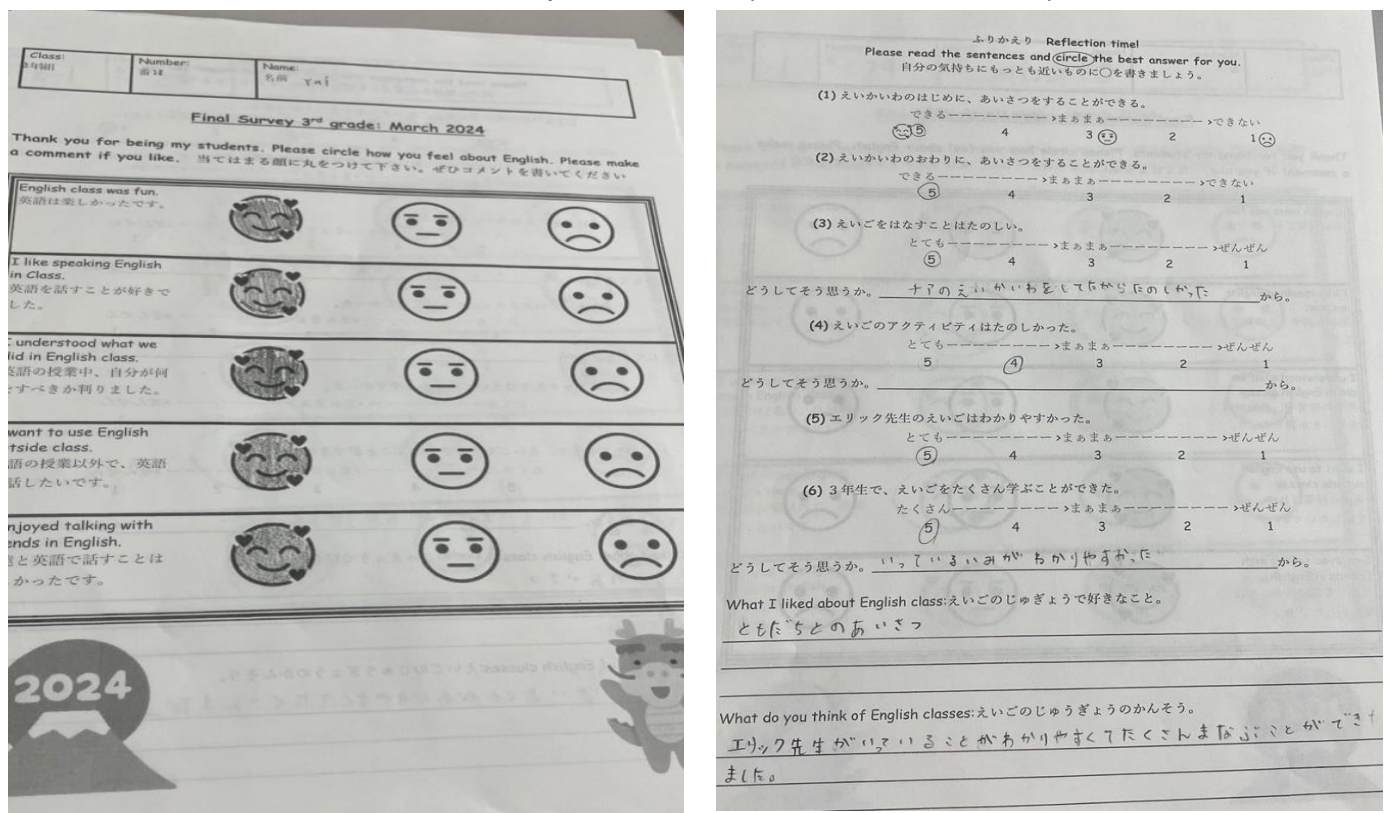 Class:
Number:
Name:
名前 Yui
Final Survey 3rd grade: March 2024
Thank you for being my students. Please circle how you feel about English. Please make
a comment if you like. 当てはまる顔に丸をつけて下さい。ぜひコメントを書いてください
English class was fun.
英語は楽しかったです。
I like speaking English
in Class.
英語を話すことが好きで
した。
understood what we
did in English class.
英語の授業中、自分が何
をすべきか判りました。
want to use English
tside class.
語の授業以外で、英語
話したいです。
njoyed talking with
ends in English.
と英語で話すことは
かったです。
2024
ふりかえり Reflection time!
Please read the sentences and circle the best answer for you.
自分の気持ちにもっとも近いものに○を書きましょう。
(1) えいかいわのはじめに、あいさつをすることができる。
できる---------›まぁまぁ---------›できない
5 4 3 2 1
(2) えいかいわのおわりに、あいさつをすることができる。
できる---------›まぁまぁ---------›できない
5 4 3 2 1
(3) えいごをはなすことはたのしい。
とても---------›まぁまぁ---------›ぜんぜん
5 4 3 2 1
どうしてそう思うか。 のえいかいわをしてたからたのしかった から。
(4) えいごのアクティビティはたのしかった。
とても---------›まぁまぁ---------›ぜんぜん
5 4 3 2 1
どうしてそう思うか。 から。
(5) エリック先生のえいごはわかりやすかった。
とても---------›まぁまぁ---------›ぜんぜん
5 4 3 2 1
(6) 3年生で、えいごをたくさん学ぶことができた。
たくさん---------›まぁまぁ---------›ぜんぜん
5 4 3 2 1
どうしてそう思うか。 いっているいみがわかりやすかった から。
What I liked about English class:えいごのじゅぎょうで好きなこと。
ともだちとのあいさつ
What do you think of English classes:えいごのじゅうぎょうのかんそう。
エリック先生がいっていることがわかりやすくてたくさんまなぶことができ
ました。